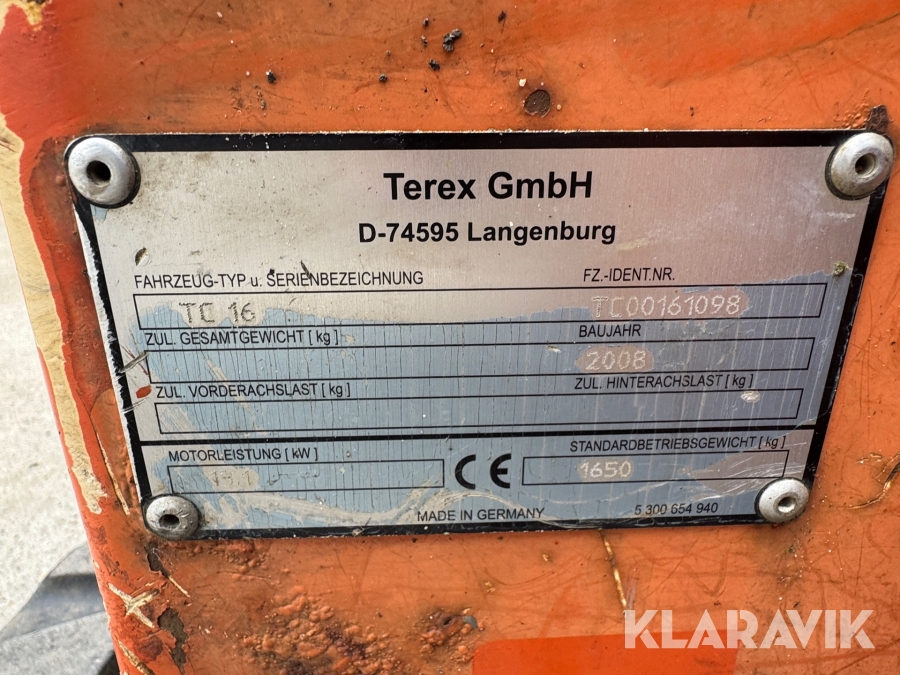 Terex GmbH
D-74595 Langenburg
FAHRZEUG-TYP u. SERIENBEZEICHNUNG FZ.-IDENT.NR.
TC 16 TC00161098
ZUL. GESAMTGEWICHT [ kg ] BAUJAHR
2008
ZUL. VORDERACHSLAST [ kg ] ZUL. HINTERACHSLAST [ kg ]
MOTORLEISTUNG [ kW ] STANDARDBETRIEBSGEWICHT [ kg ]
CE 1650
MADE IN GERMANY 5 300 654 940
KLARAVIK